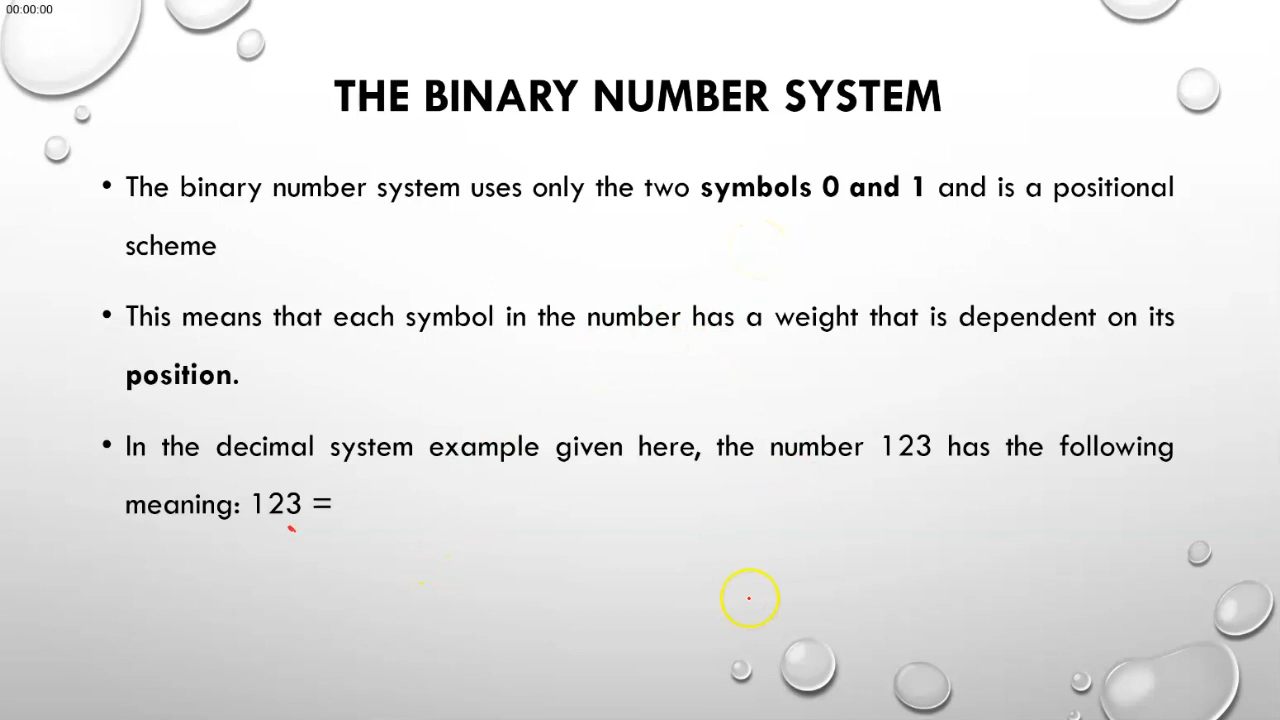 00:00:00
THE BINARY NUMBER SYSTEM
• The binary number system uses only the two symbols 0 and 1 and is a positional
scheme
• This means that each symbol in the number has a weight that is dependent on its
position.
• In the decimal system example given here, the number 123 has the following
meaning: 123 =